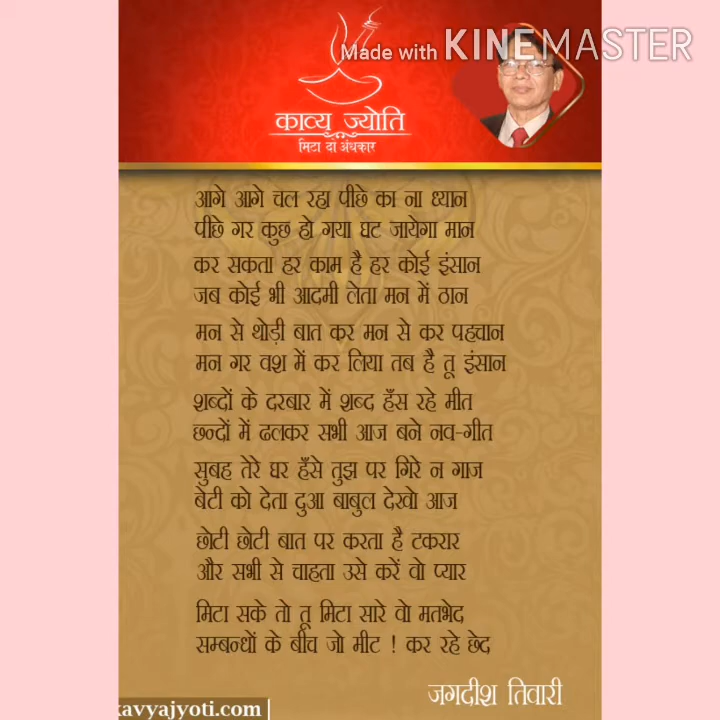 Made with KINEMASTER
काव्य ज्योति
मिटा दो अंधकार
आगे आगे चल रहा पीछे का ना ध्यान
पीछे गर कुछ हो गया घट जायेगा मान
कर सकता हर काम है हर कोई इंसान
जब कोई भी आदमी लेता मन में ठान
मन से थोड़ी बात कर मन से कर पहचान
मन गर वश में कर लिया तब है तू इंसान
शब्दों के दरबार में शब्द हँस रहे मीत
छन्दों में ढलकर सभी आज बने नव-गीत
सुबह तेरे घर हँसे तुझ पर गिरे न गाज
बेटी को देता दुआ बाबुल देखो आज
छोटी छोटी बात पर करता है टकरार
और सभी से चाहता उसे करें वो प्यार
मिटा सके तो तू मिटा सारे वो मतभेद
सम्बन्धों के बीच जो मीट ! कर रहे छेद
जगदीश तिवारी
kavyajyoti.com